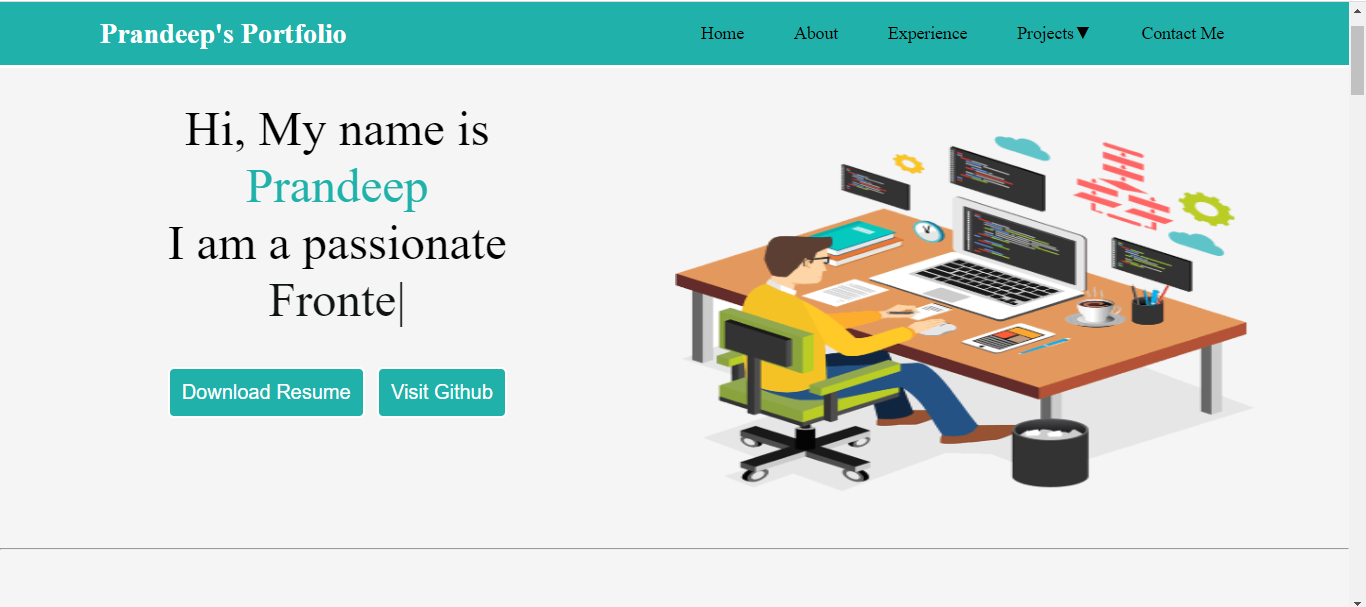 Prandeep's Portfolio
Home About Experience Projects▼ Contact Me
Hi, My name is
Prandeep
I am a passionate
Fronte|
Download Resume Visit Github